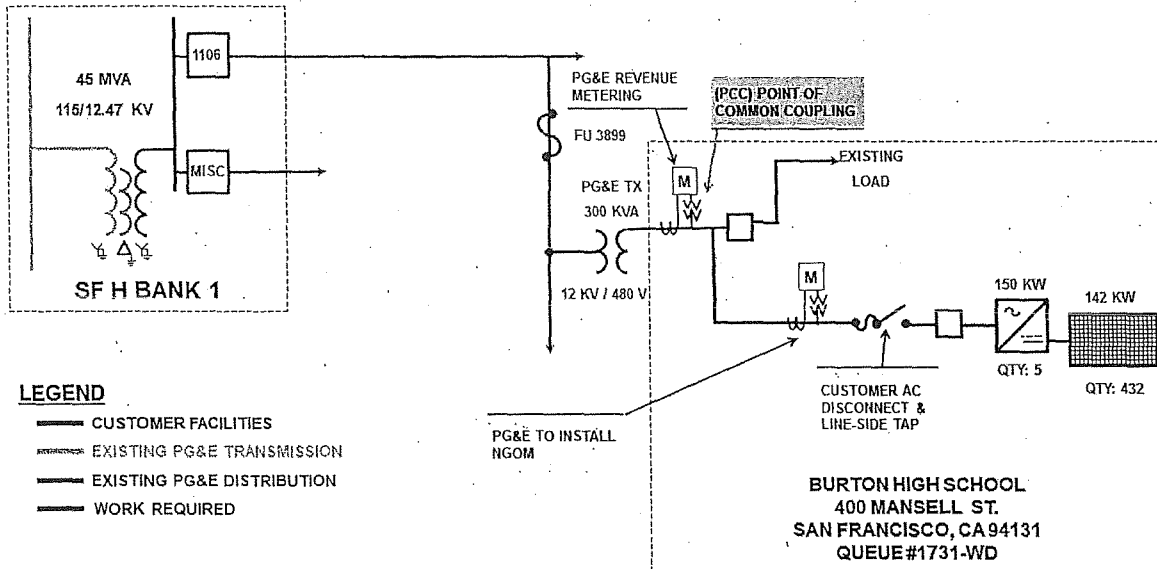 1106
45 MVA
115/12.47 KV
MISC
SF H BANK 1
FU 3899
PG&E REVENUE
METERING
(PCC) POINT OF
COMMON COUPLING
M
EXISTING
LOAD
PG&E TX
300 KVA
12 KV / 480 V
M
150 KW
QTY: 5
142 KW
QTY: 432
CUSTOMER AC
DISCONNECT &
LINE-SIDE TAP
PG&E TO INSTALL
NGOM
LEGEND
CUSTOMER FACILITIES
EXISTING PG&E TRANSMISSION
EXISTING PG&E DISTRIBUTION
WORK REQUIRED
BURTON HIGH SCHOOL
400 MANSELL ST.
SAN FRANCISCO, CA 94131
QUEUE#1731-WD